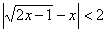 |√(2x−1) − x| < 2